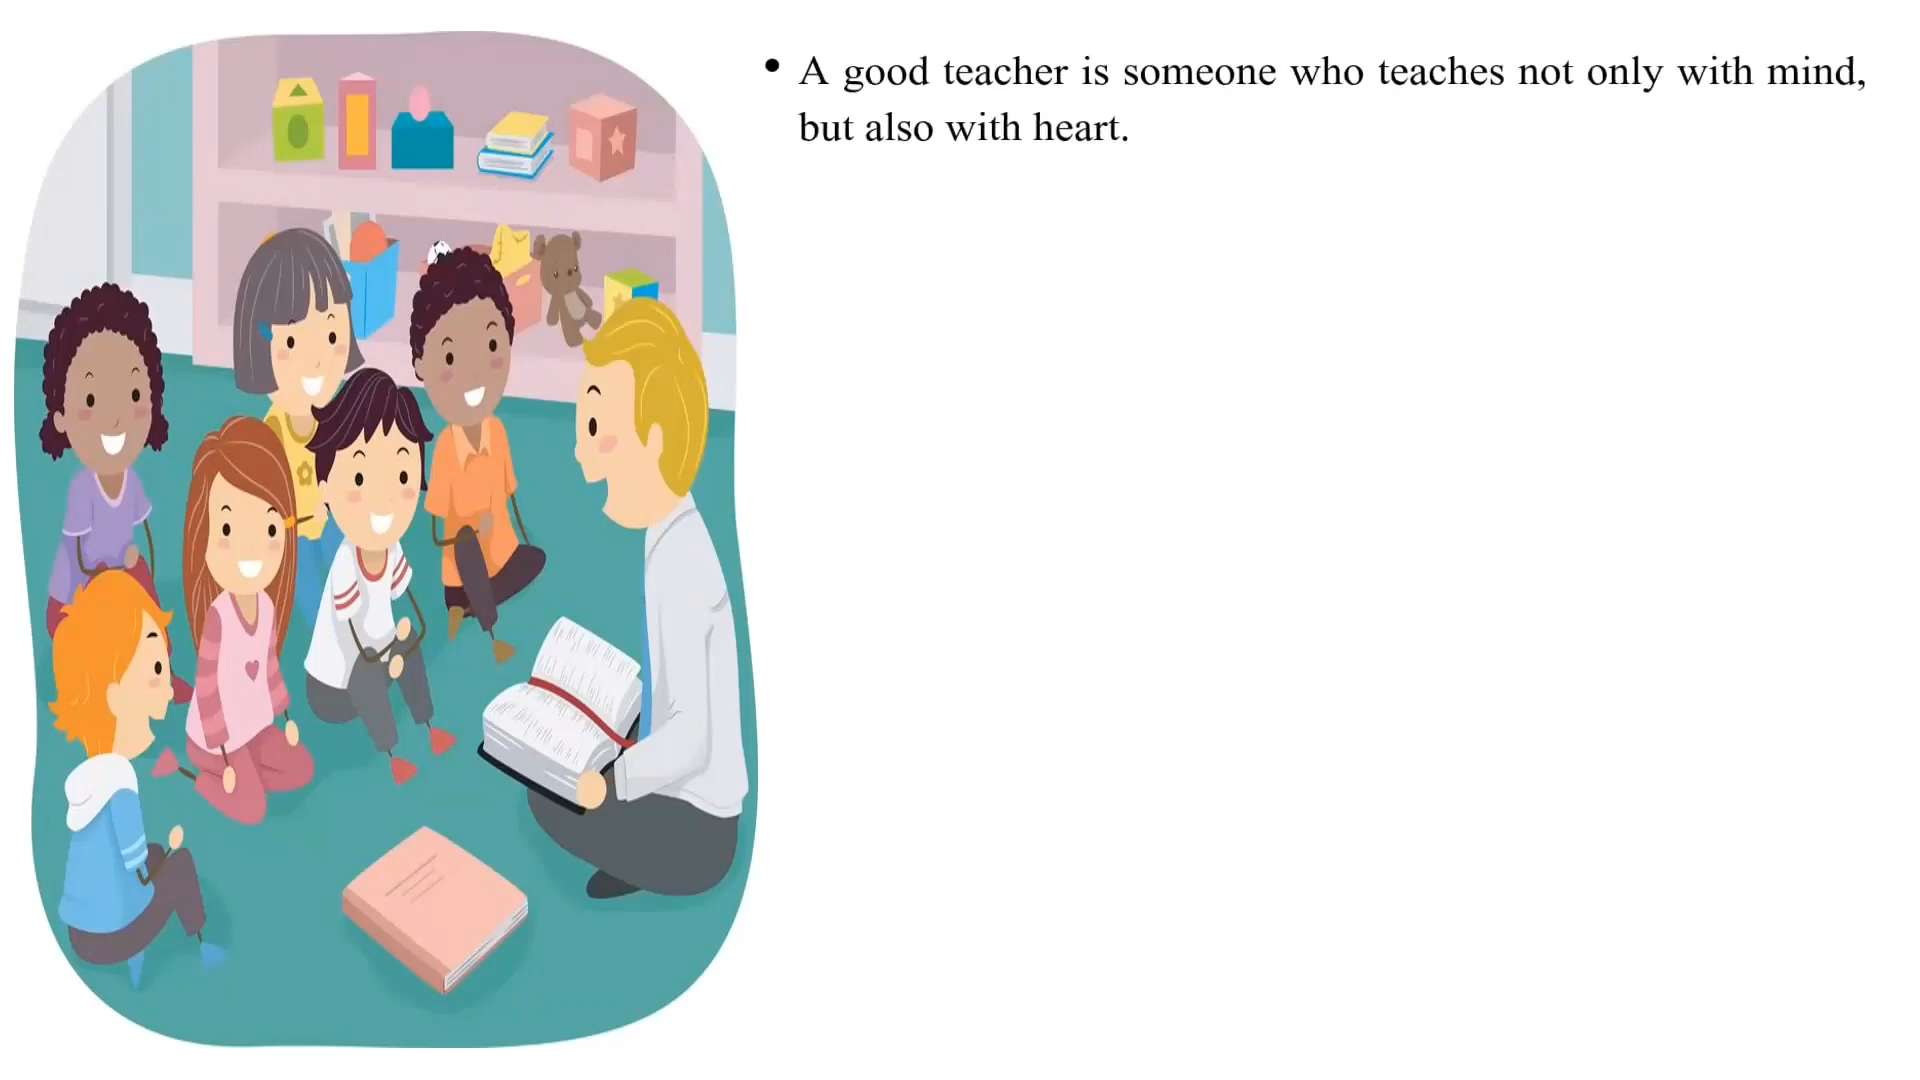 • A good teacher is someone who teaches not only with mind,
but also with heart.